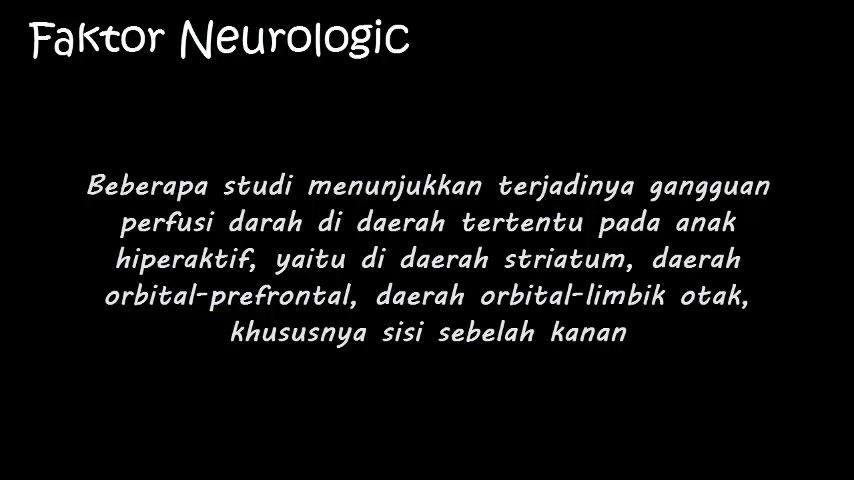 Faktor Neurologic
Beberapa studi menunjukkan terjadinya gangguan
perfusi darah di daerah tertentu pada anak
hiperaktif, yaitu di daerah striatum, daerah
orbital-prefrontal, daerah orbital-limbik otak,
khususnya sisi sebelah kanan